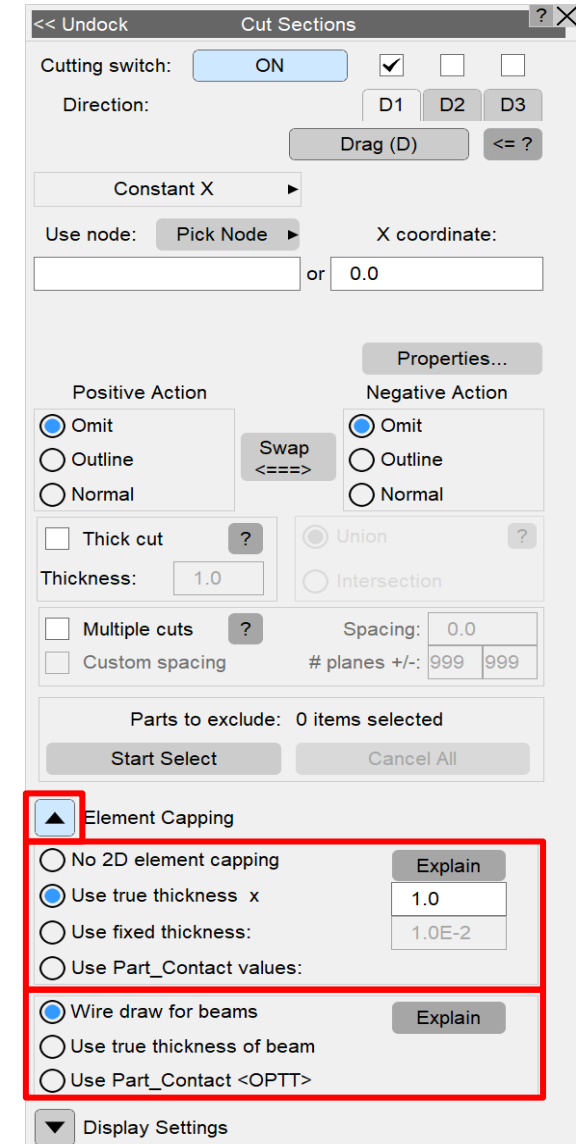 << Undock Cut Sections ? X
Cutting switch: ON
Direction: D1 D2 D3
Drag (D) <= ?
Constant X
Use node: Pick Node X coordinate:
or 0.0
Properties...
Positive Action Negative Action
Omit Swap <===> Omit
Outline Outline
Normal Normal
Thick cut ? Union ?
Thickness: 1.0 Intersection
Multiple cuts ? Spacing: 0.0
Custom spacing # planes +/-: 999 999
Parts to exclude: 0 items selected
Start Select Cancel All
Element Capping
No 2D element capping Explain
Use true thickness x 1.0
Use fixed thickness: 1.0E-2
Use Part_Contact values:
Wire draw for beams Explain
Use true thickness of beam
Use Part_Contact <OPTT>
Display Settings